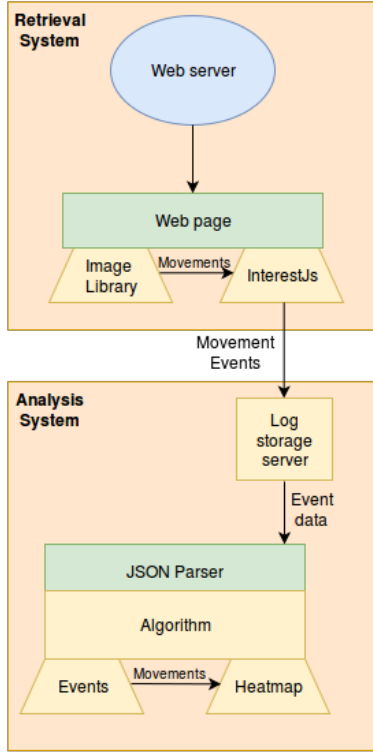 Retrieval
System
Web server
Web page
Image
Library
Movements
InterestJs
Movement
Events
Analysis
System
Log
storage
server
Event
data
JSON Parser
Algorithm
Events
Movements
Heatmap